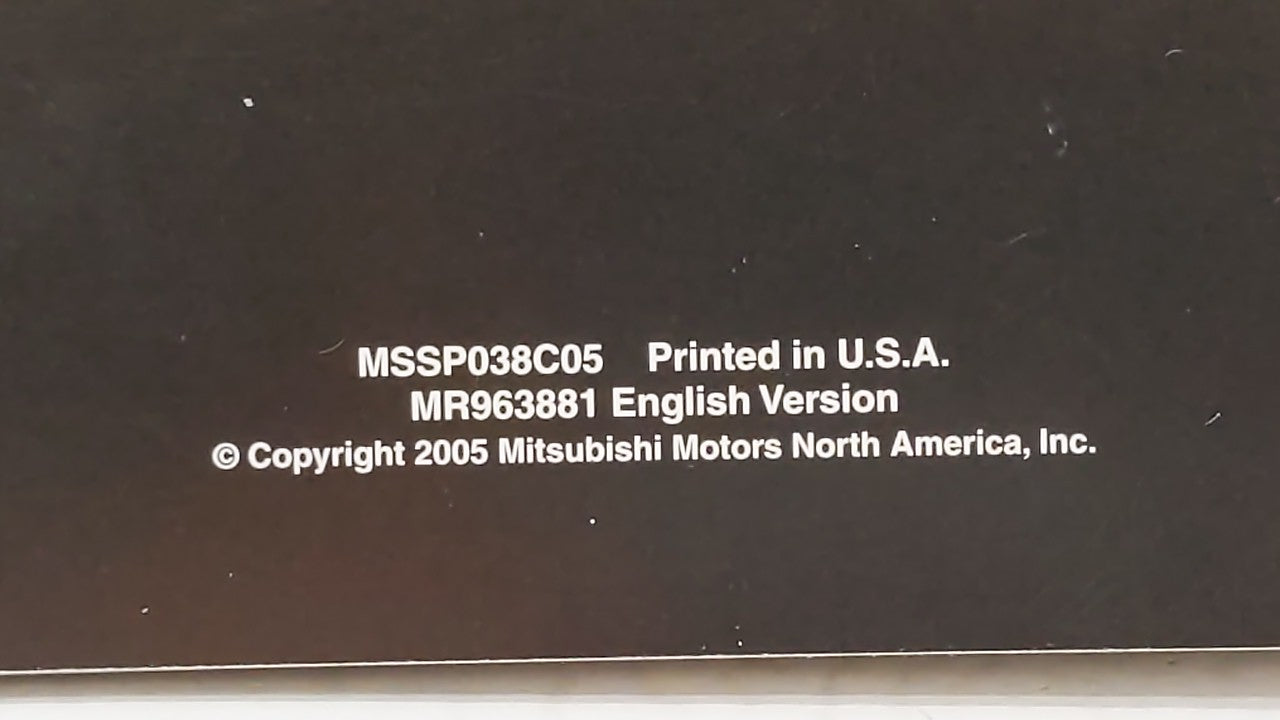 MSSP038C05 Printed in U.S.A.
MR963881 English Version
© Copyright 2005 Mitsubishi Motors North America, Inc.